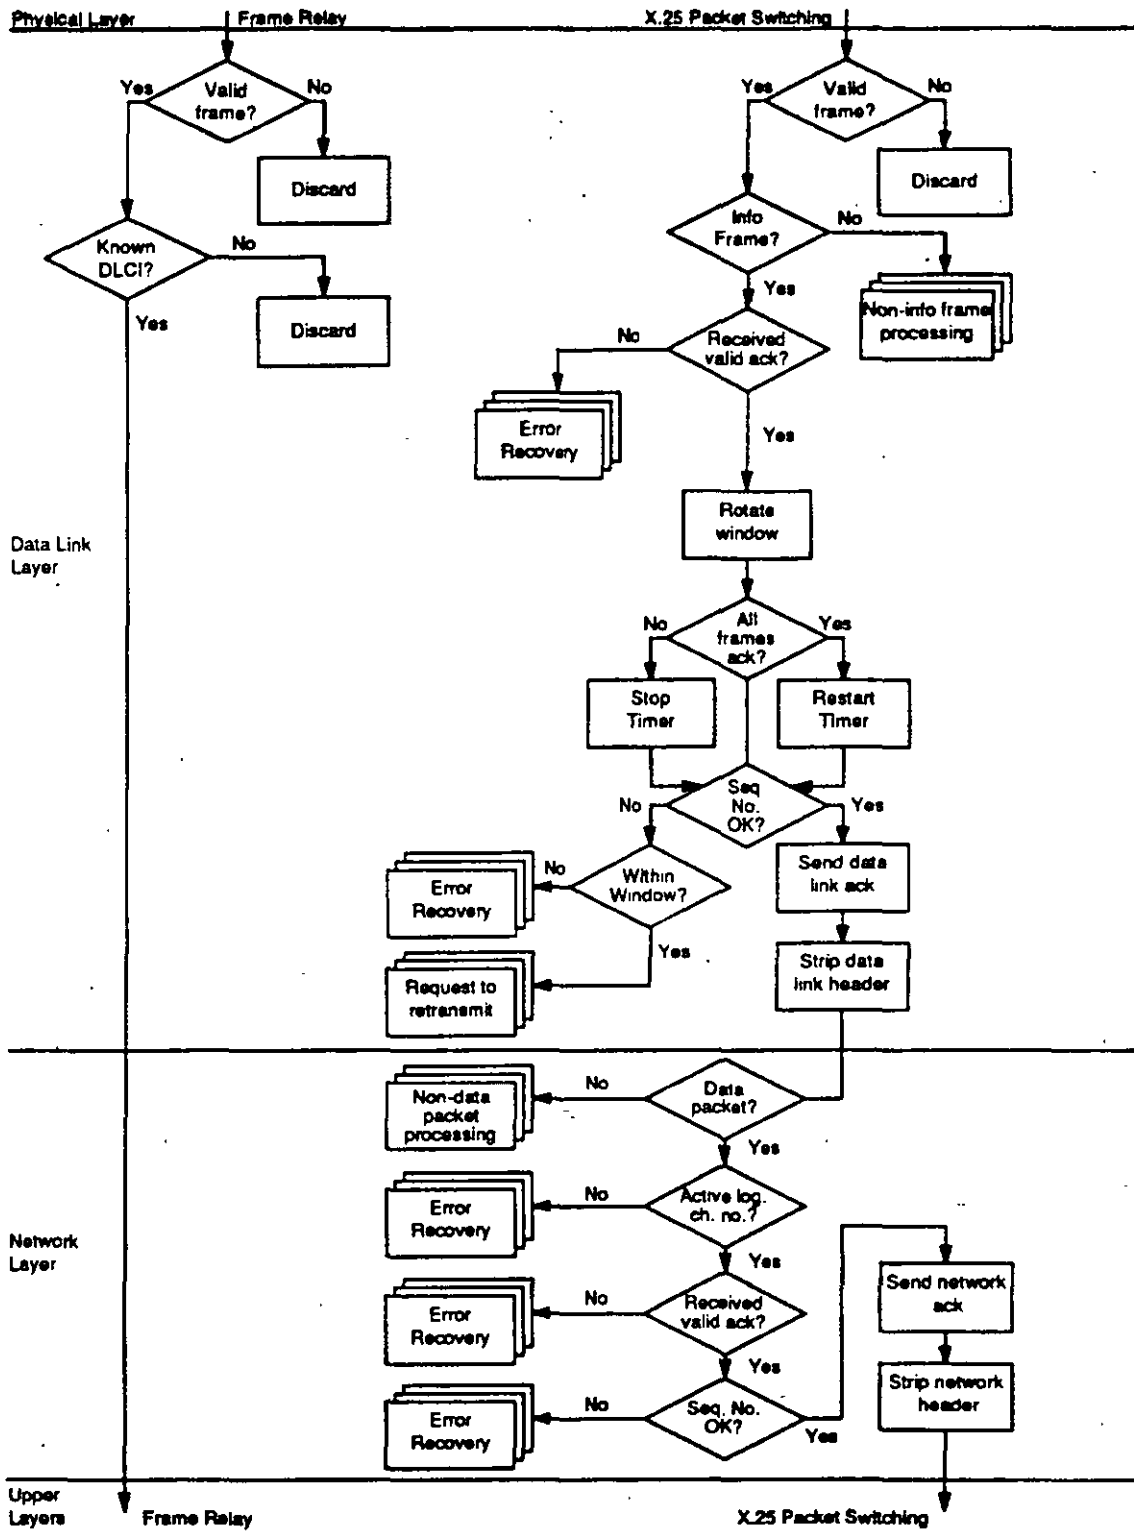 Physical Layer
Frame Relay
X.25 Packet Switching
Yes
Valid
frame?
No
Discard
Known
DLCI?
No
Discard
Yes
Yes
Valid
frame?
No
Discard
Info
Frame?
No
Non-info frame
processing
Yes
Received
valid ack?
No
Error
Recovery
Yes
Rotate
window
Data Link
Layer
No
All
frames
ack?
Yes
Stop
Timer
Restart
Timer
No
Seq
No.
OK?
Yes
Send data
link ack
Within
Window?
No
Error
Recovery
Yes
Strip data
link header
Request to
retransmit
Data
packet?
No
Non-data
packet
processing
Yes
Active log.
ch. no.?
No
Error
Recovery
Network
Layer
Yes
Send network
ack
Received
valid ack?
No
Error
Recovery
Yes
Strip network
header
Seq. No.
OK?
No
Error
Recovery
Yes
Upper
Layers
Frame Relay
X.25 Packet Switching